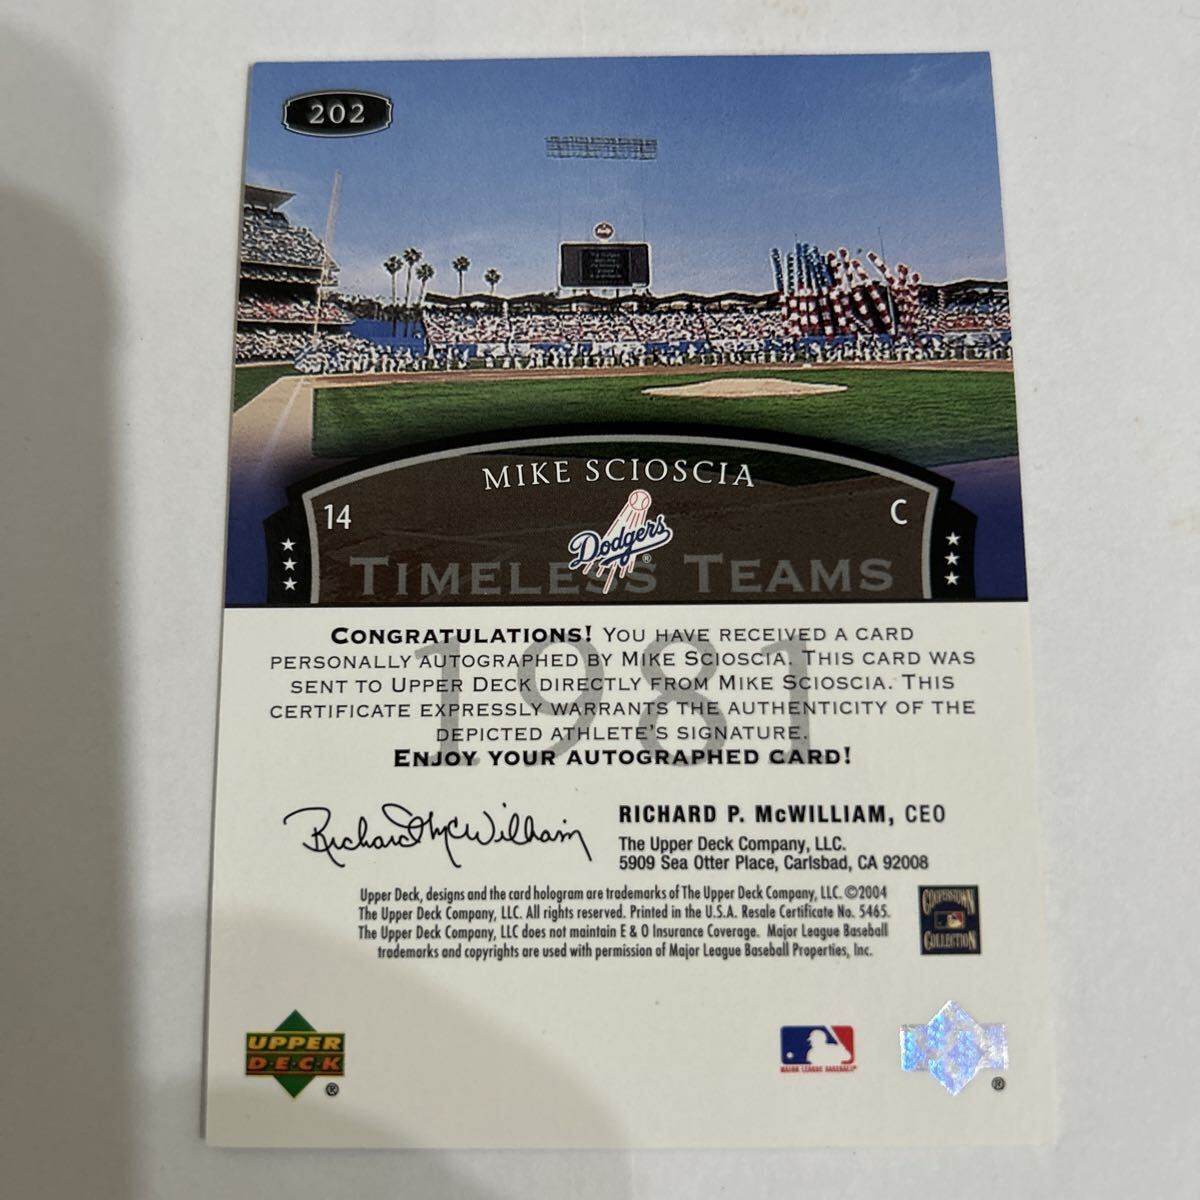 202
MIKE SCIOSCIA
14
C
Dodgers®
TIMELESS TEAMS
1981
CONGRATULATIONS! YOU HAVE RECEIVED A CARD
PERSONALLY AUTOGRAPHED BY MIKE SCIOSCIA. THIS CARD WAS
SENT TO UPPER DECK DIRECTLY FROM MIKE SCIOSCIA. THIS
CERTIFICATE EXPRESSLY WARRANTS THE AUTHENTICITY OF THE
DEPICTED ATHLETE'S SIGNATURE.
ENJOY YOUR AUTOGRAPHED CARD!
Richard McWilliam
RICHARD P. McWILLIAM, CEO
The Upper Deck Company, LLC.
5909 Sea Otter Place, Carlsbad, CA 92008
Upper Deck, designs and the card hologram are trademarks of The Upper Deck Company, LLC. ©2004
The Upper Deck Company, LLC. All rights reserved. Printed in the U.S.A. Resale Certificate No. 5465.
The Upper Deck Company, LLC does not maintain E & O Insurance Coverage. Major League Baseball
trademarks and copyrights are used with permission of Major League Baseball Properties, Inc.
COOPERSTOWN
COLLECTION
UPPER
D·E·C·K
®
MAJOR LEAGUE BASEBALL
®